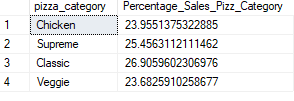 pizza_category Percentage_Sales_Pizz_Category
1 Chicken 23.9551375322885
2 Supreme 25.4563112111462
3 Classic 26.9059602306976
4 Veggie 23.6825910258677